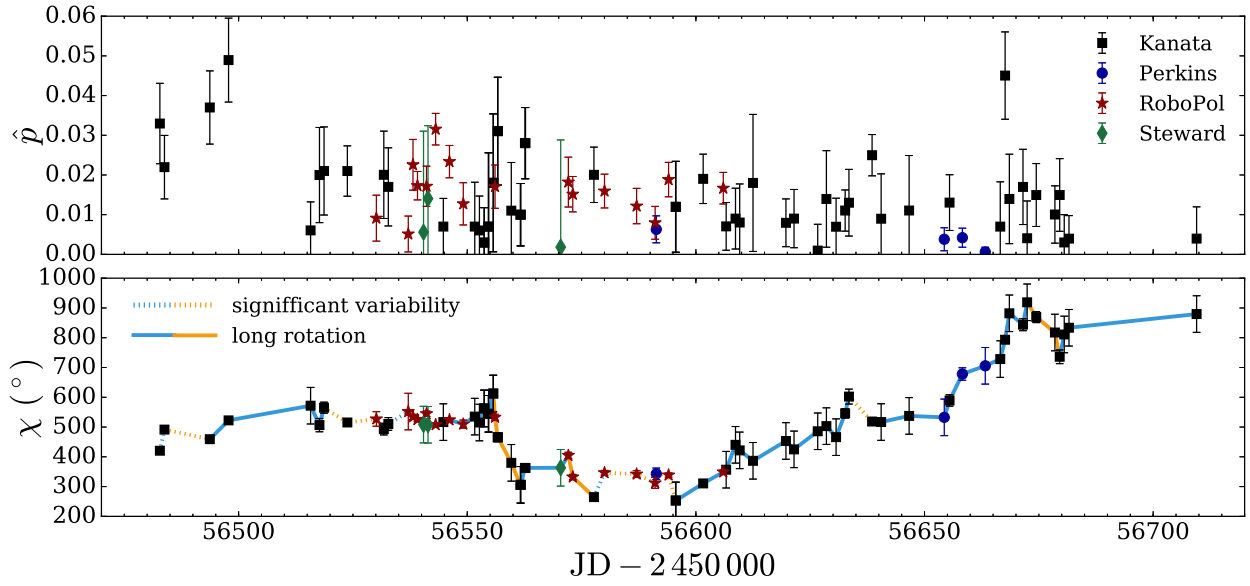 0.06
0.05
0.04
0.03
0.02
0.01
0.00
p̂
Kanata
Perkins
RoboPol
Steward
1000
900
800
700
600
500
400
300
200
χ (°)
signifficant variability
long rotation
56500 56550 56600 56650 56700
JD − 2 450 000